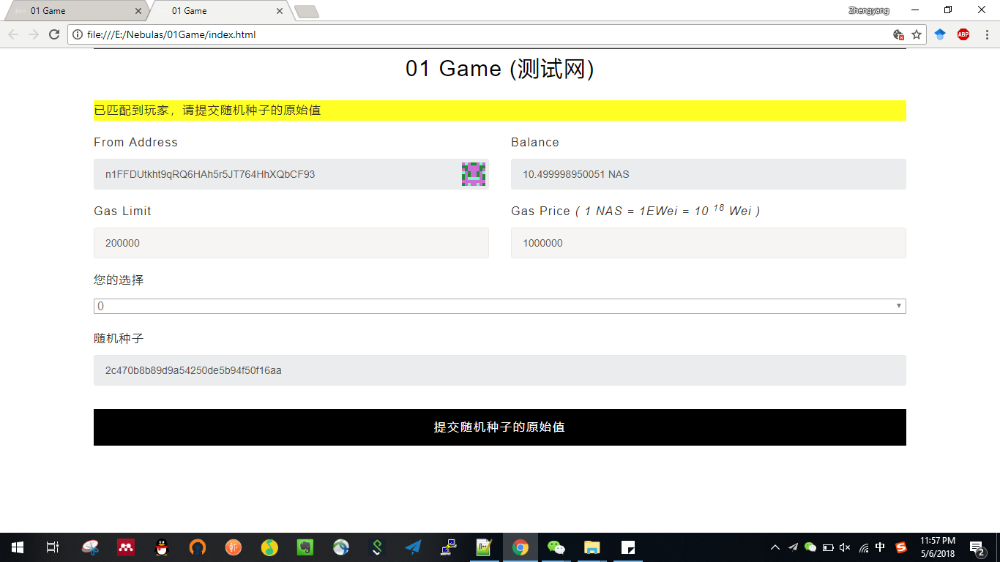 01 Game
01 Game
Zhengyang
file:///E:/Nebulas/01Game/index.html
ABP
01 Game (测试网)
已匹配到玩家，请提交随机种子的原始值
From Address
Balance
n1FFDUtkht9qRQ6HAh5r5JT764HhXQbCF93
10.499998950051 NAS
Gas Limit
Gas Price ( 1 NAS = 1EWei = 10 18 Wei )
200000
1000000
您的选择
0
随机种子
2c470b8b89d9a54250de5b94f50f16aa
提交随机种子的原始值
中
11:57 PM
5/6/2018
2